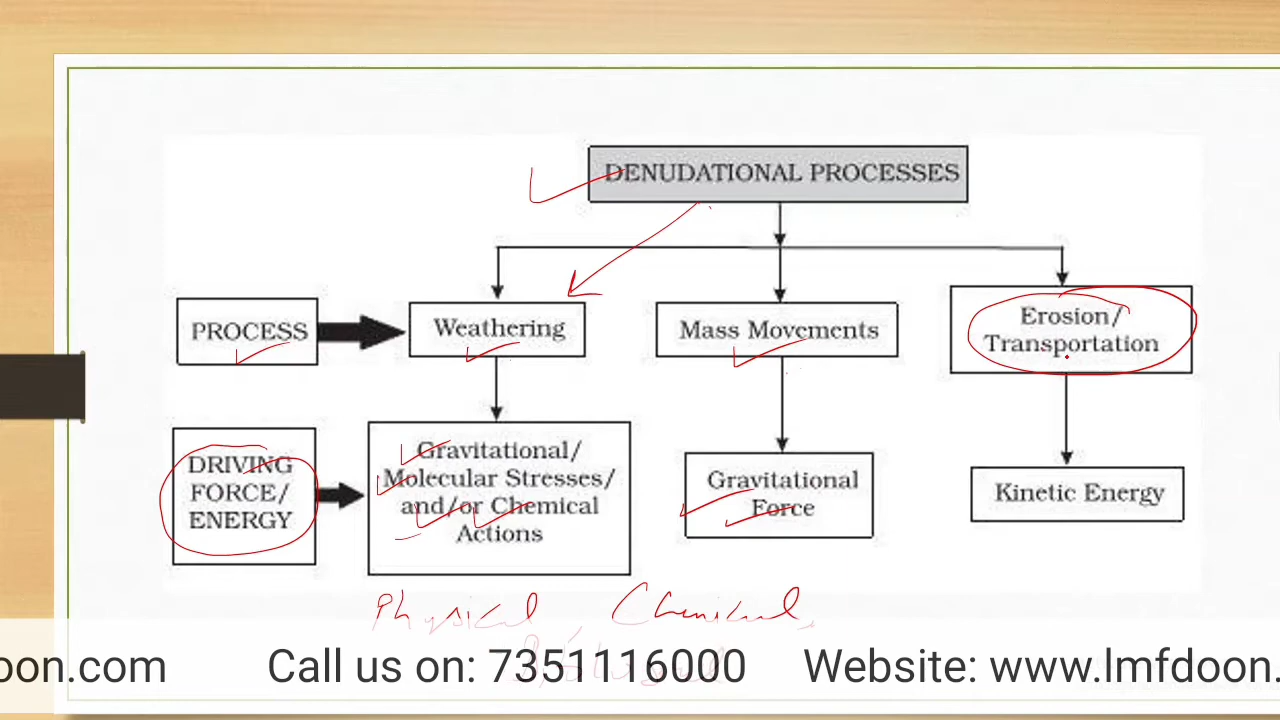 DENUDATIONAL PROCESSES
PROCESS
Weathering
Mass Movements
Erosion/
Transportation
DRIVING
FORCE/
ENERGY
Gravitational/
Molecular Stresses/
and/or Chemical
Actions
Gravitational
Force
Kinetic Energy
Physical, Chemical,
oon.com Call us on: 7351116000 Website: www.lmfdoon.